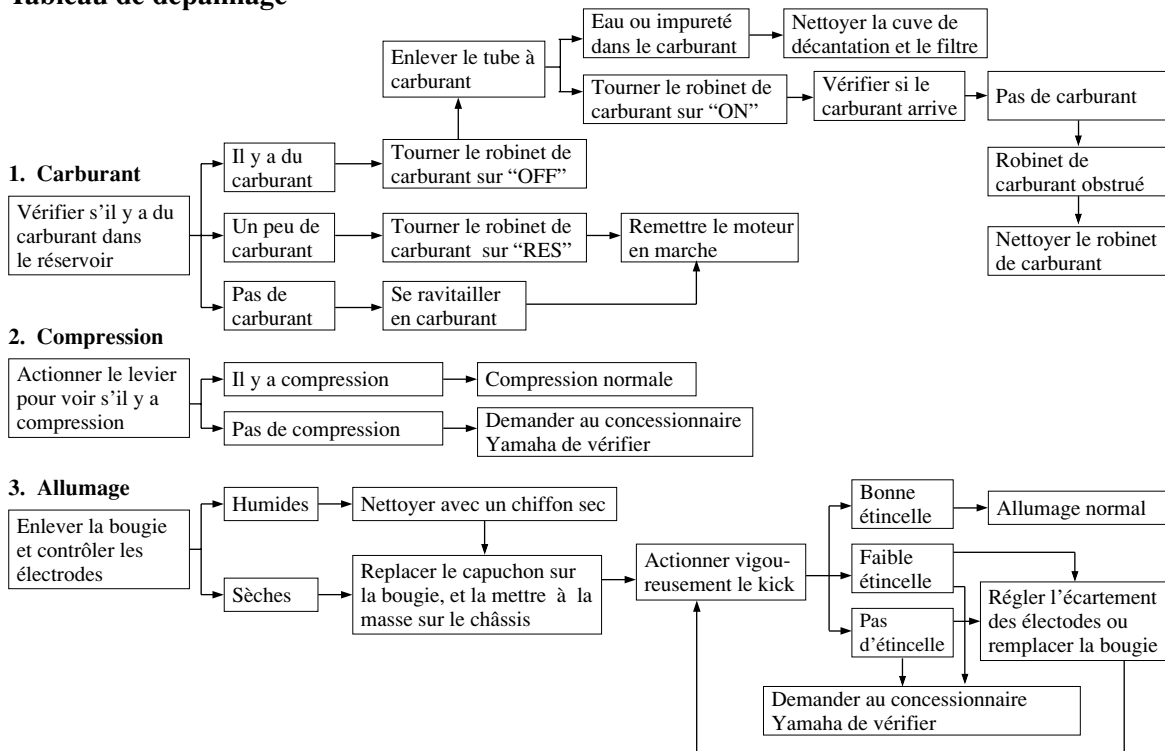 Tableau de dépannage
1. Carburant
Vérifier s’il y a du
carburant dans
le réservoir
Il y a du
carburant
Tourner le robinet de
carburant sur “OFF”
Enlever le tube à
carburant
Eau ou impureté
dans le carburant
Nettoyer la cuve de
décantation et le filtre
Tourner le robinet de
carburant sur “ON”
Vérifier si le
carburant arrive
Pas de carburant
Robinet de
carburant obstrué
Nettoyer le robinet
de carburant
Un peu de
carburant
Tourner le robinet de
carburant sur “RES”
Remettre le moteur
en marche
Pas de
carburant
Se ravitailler
en carburant
2. Compression
Actionner le levier
pour voir s’il y a
compression
Il y a compression
Compression normale
Pas de compression
Demander au concessionnaire
Yamaha de vérifier
3. Allumage
Enlever la bougie
et contrôler les
électrodes
Humides
Nettoyer avec un chiffon sec
Sèches
Replacer le capuchon sur
la bougie, et la mettre à la
masse sur le châssis
Actionner vigou-
reusement le kick
Bonne
étincelle
Allumage normal
Faible
étincelle
Pas
d’étincelle
Régler l’écartement
des électodes ou
remplacer la bougie
Demander au concessionnaire
Yamaha de vérifier